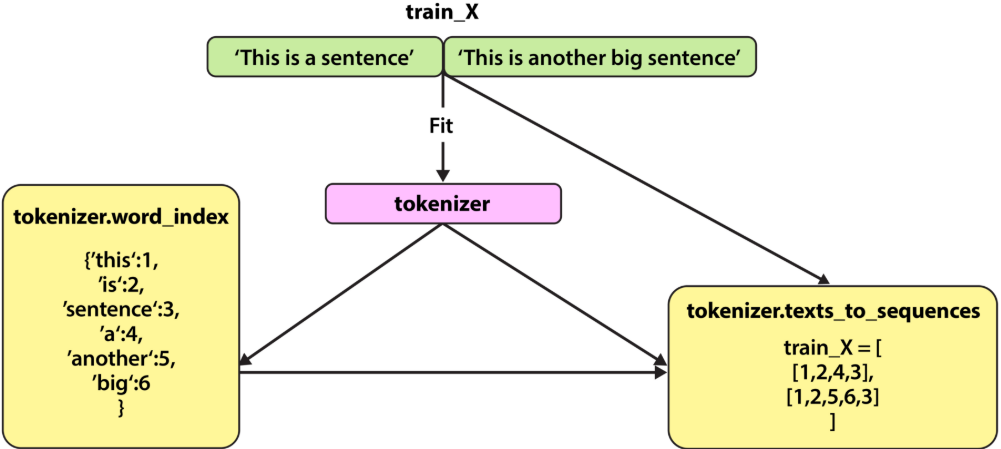 train_X
‘This is a sentence’
‘This is another big sentence’
Fit
tokenizer
tokenizer.word_index
{’this‘:1,
’is‘:2,
’sentence‘:3,
’a‘:4,
’another‘:5,
’big‘:6
}
tokenizer.texts_to_sequences
train_X = [
[1,2,4,3],
[1,2,5,6,3]
]